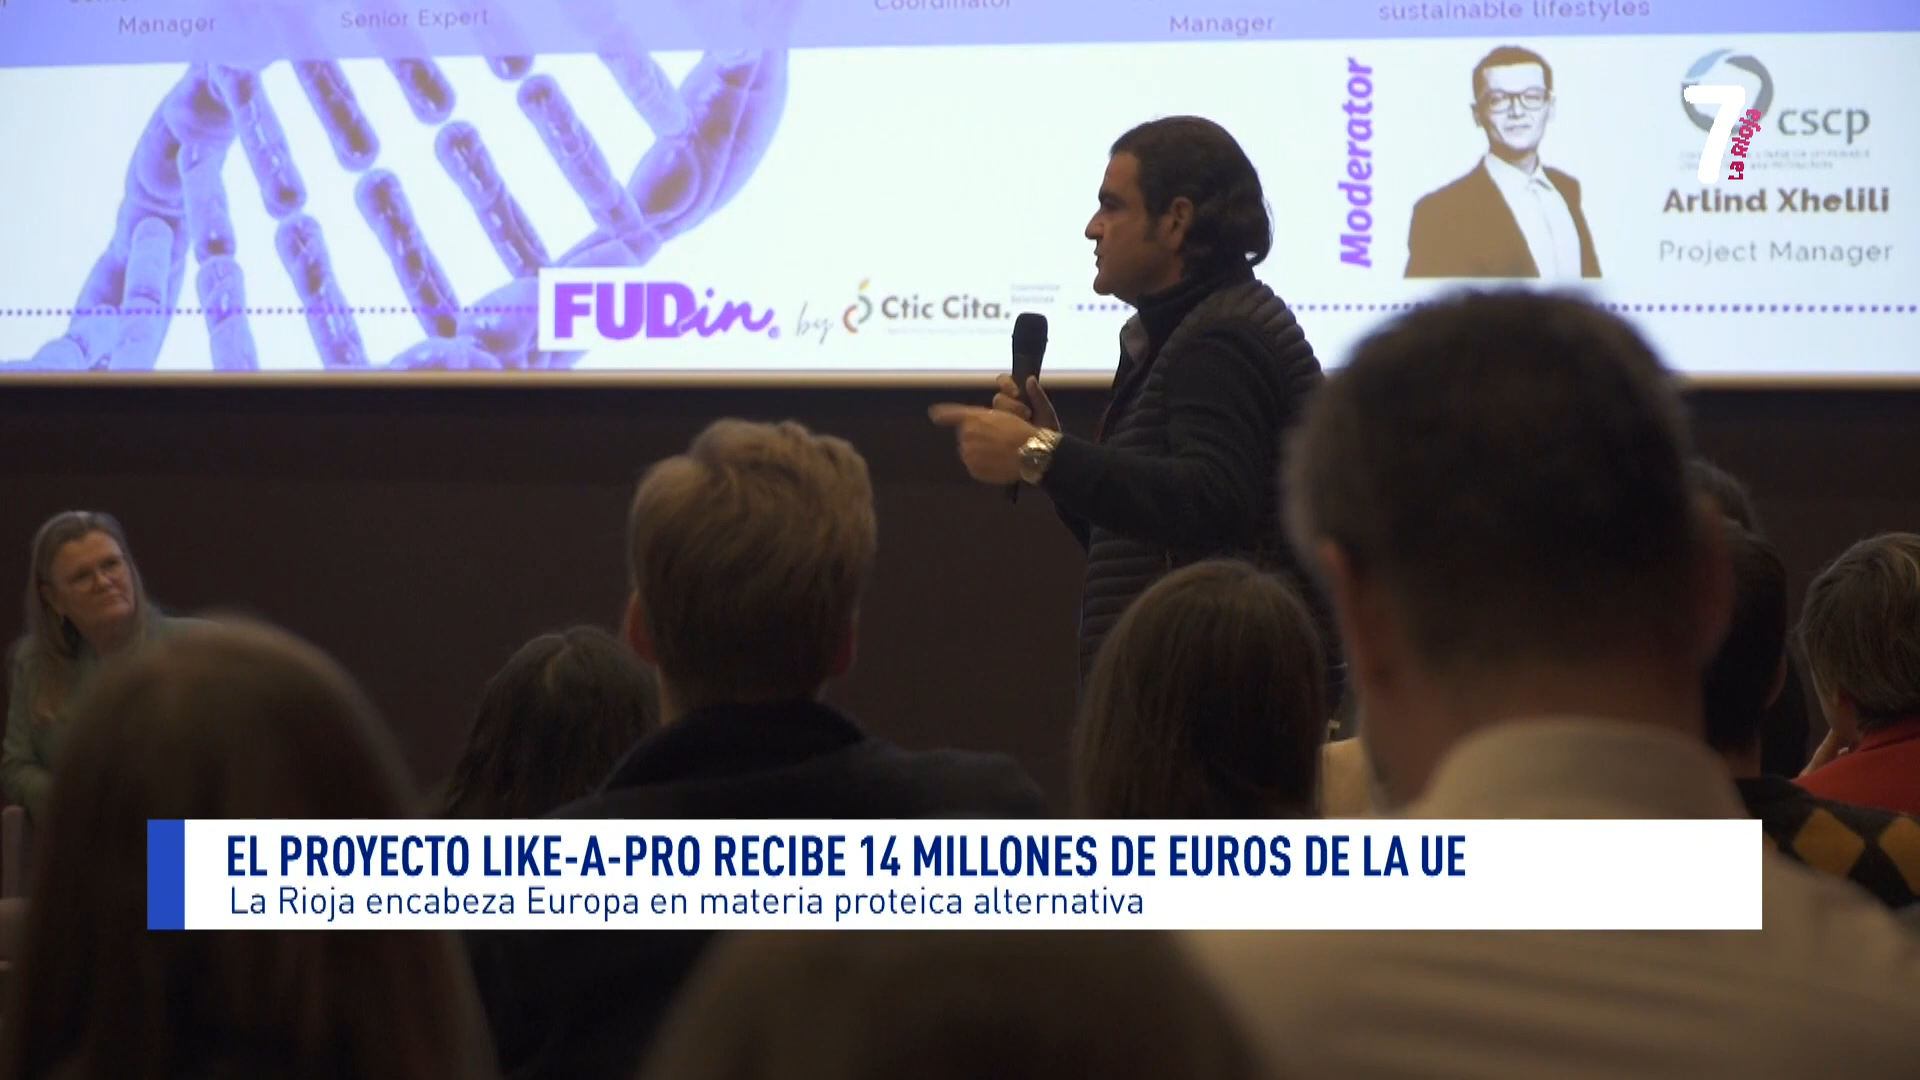 Manager
Senior Expert
Coordinator
Manager
sustainable lifestyles
Moderator
cscp
7 La Rioja
Arlind Xhelili
Project Manager
FUDin.® by Ctic Cita.
EL PROYECTO LIKE-A-PRO RECIBE 14 MILLONES DE EUROS DE LA UE
La Rioja encabeza Europa en materia proteica alternativa